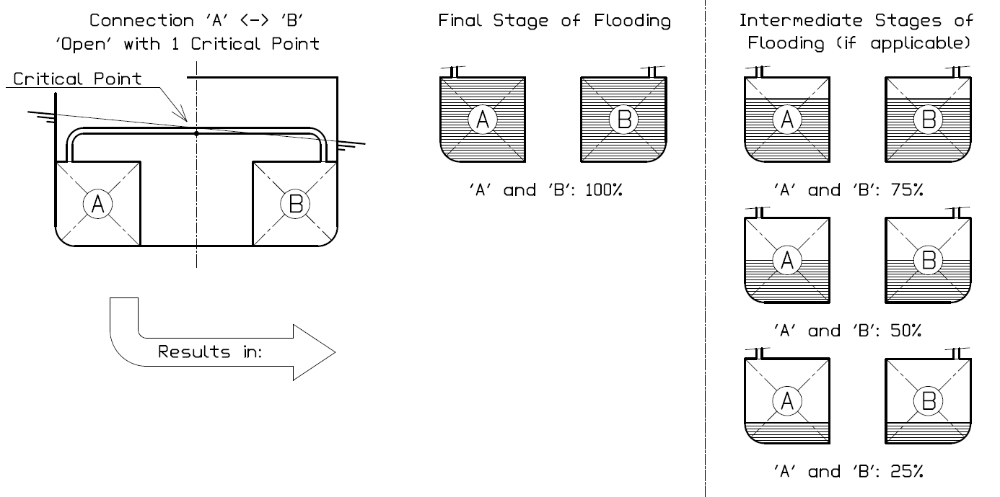 Connection 'A' <-> 'B'
'Open' with 1 Critical Point
Critical Point
A
B
Results in:
Final Stage of Flooding
A
B
'A' and 'B': 100%
Intermediate Stages of
Flooding (if applicable)
A
B
'A' and 'B': 75%
A
B
'A' and 'B': 50%
A
B
'A' and 'B': 25%